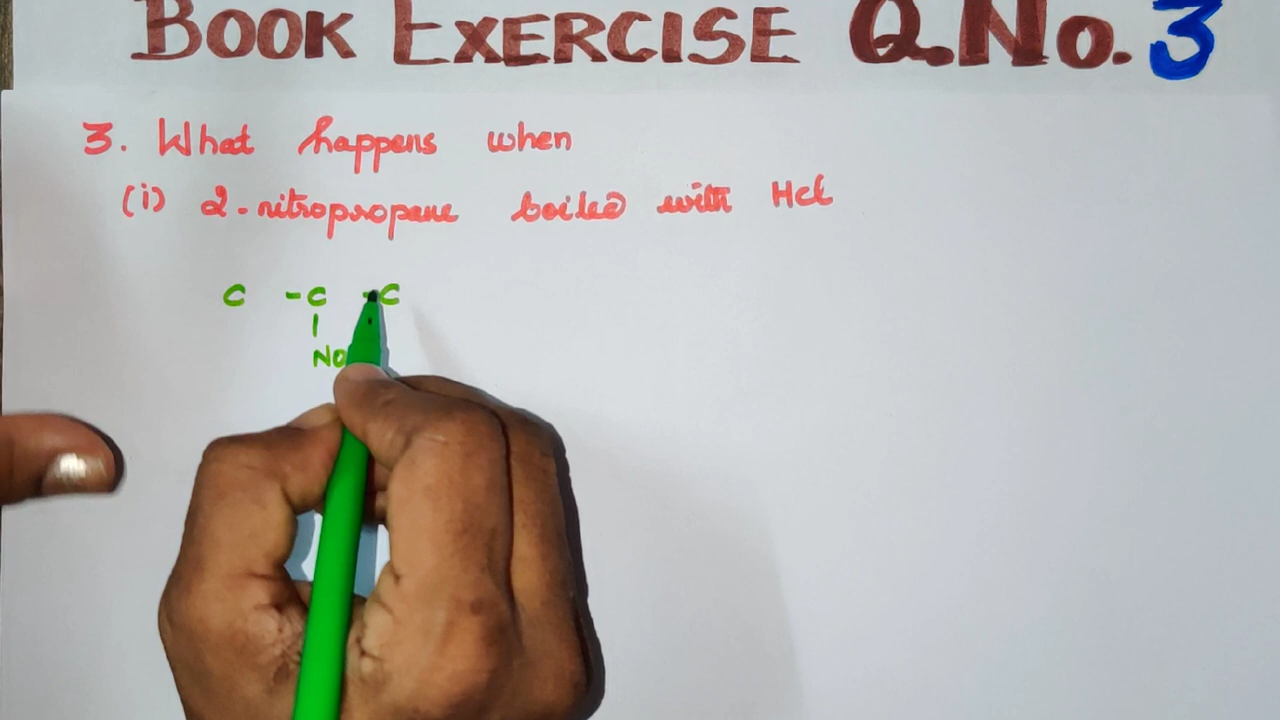 BOOK EXERCISE Q.No. 3
3. What happens when
(i) 2-nitropropane boiled with HCl
C - C - C
|
NO